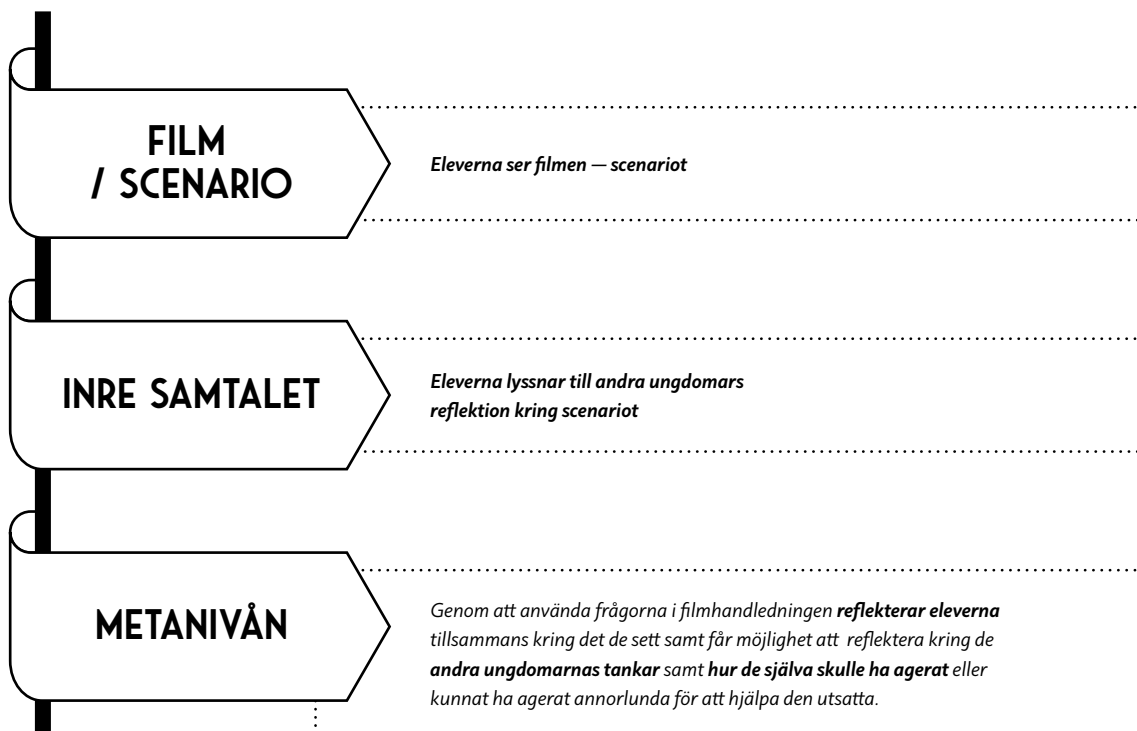 FILM
/ SCENARIO
Eleverna ser filmen — scenariot
INRE SAMTALET
Eleverna lyssnar till andra ungdomars
reflektion kring scenariot
METANIVÅN
Genom att använda frågorna i filmhandledningen reflekterar eleverna
tillsammans kring det de sett samt får möjlighet att reflektera kring de
andra ungdomarnas tankar samt hur de själva skulle ha agerat eller
kunnat ha agerat annorlunda för att hjälpa den utsatta.